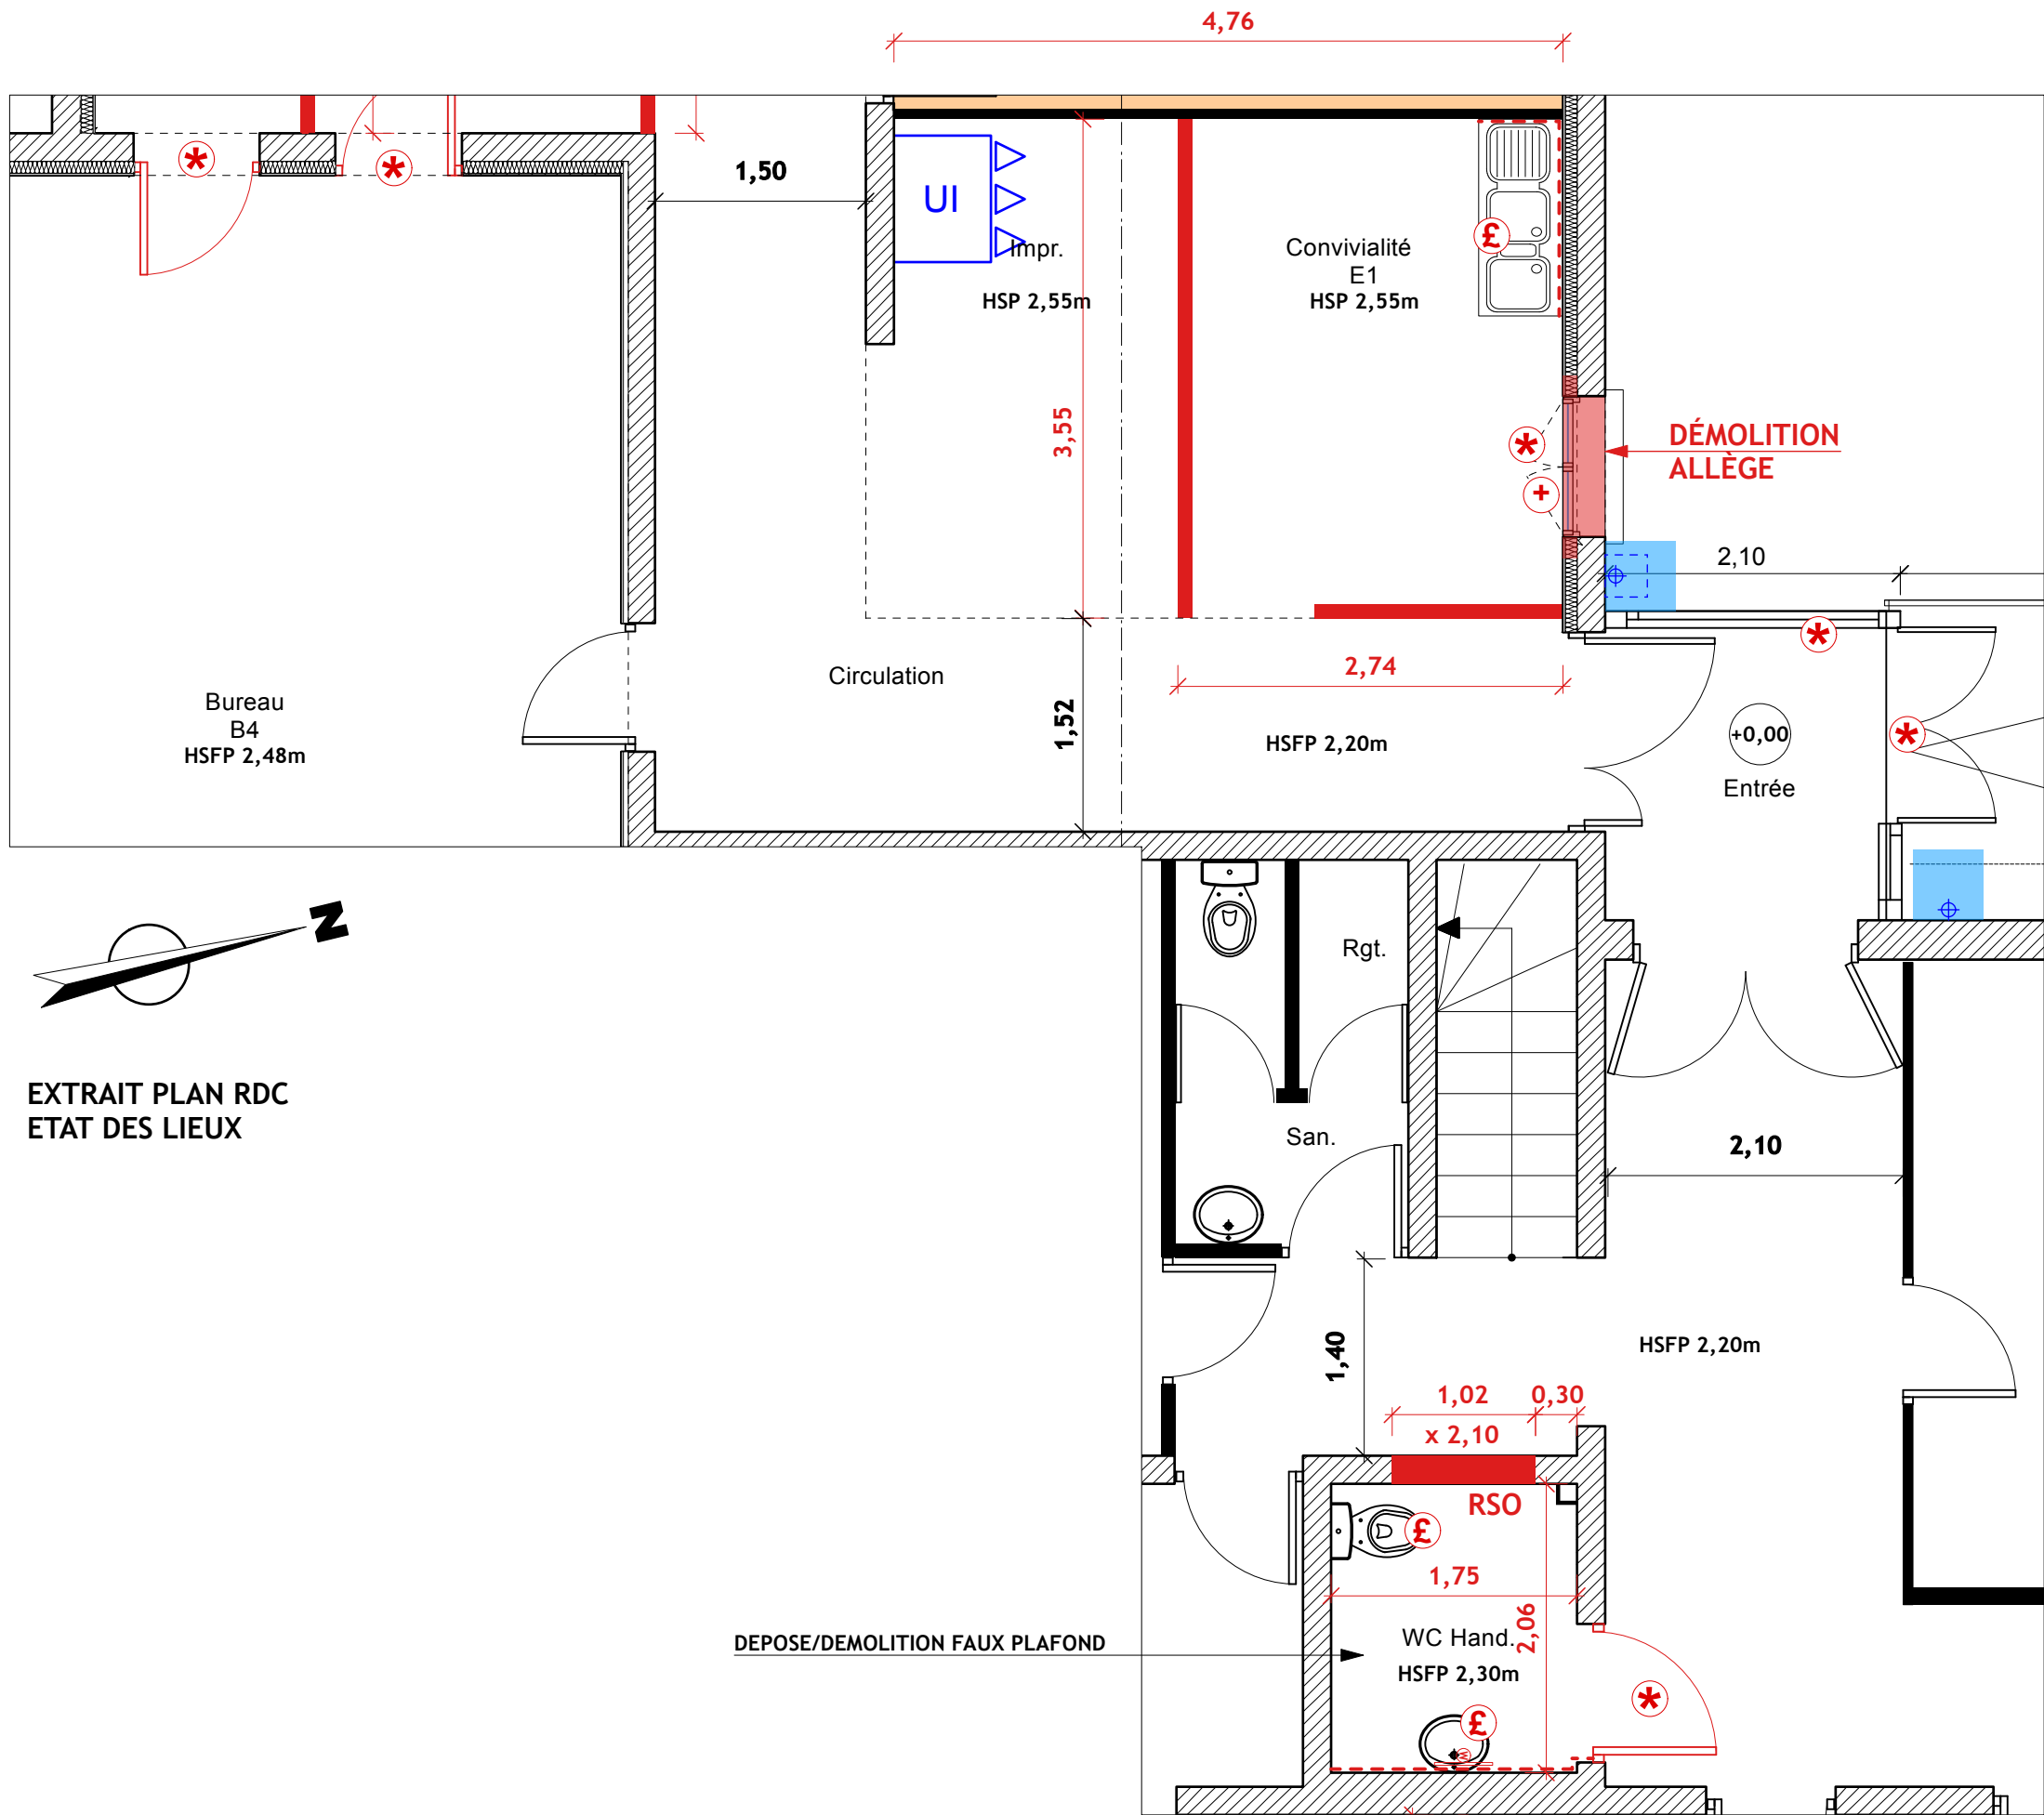 4,76
*
*
1,50
UI
Impr.
HSP 2,55m
Convivialité
E1
HSP 2,55m
£
3,55
*
+
DÉMOLITION
ALLÈGE
2,10
*
2,74
Circulation
Bureau
B4
HSFP 2,48m
1,52
HSFP 2,20m
+0,00
Entrée
*
N
Rgt.
EXTRAIT PLAN RDC
ETAT DES LIEUX
San.
2,10
1,40
HSFP 2,20m
1,02
0,30
x 2,10
RSO
£
1,75
2,06
DEPOSE/DEMOLITION FAUX PLAFOND
WC Hand.
HSFP 2,30m
*
£